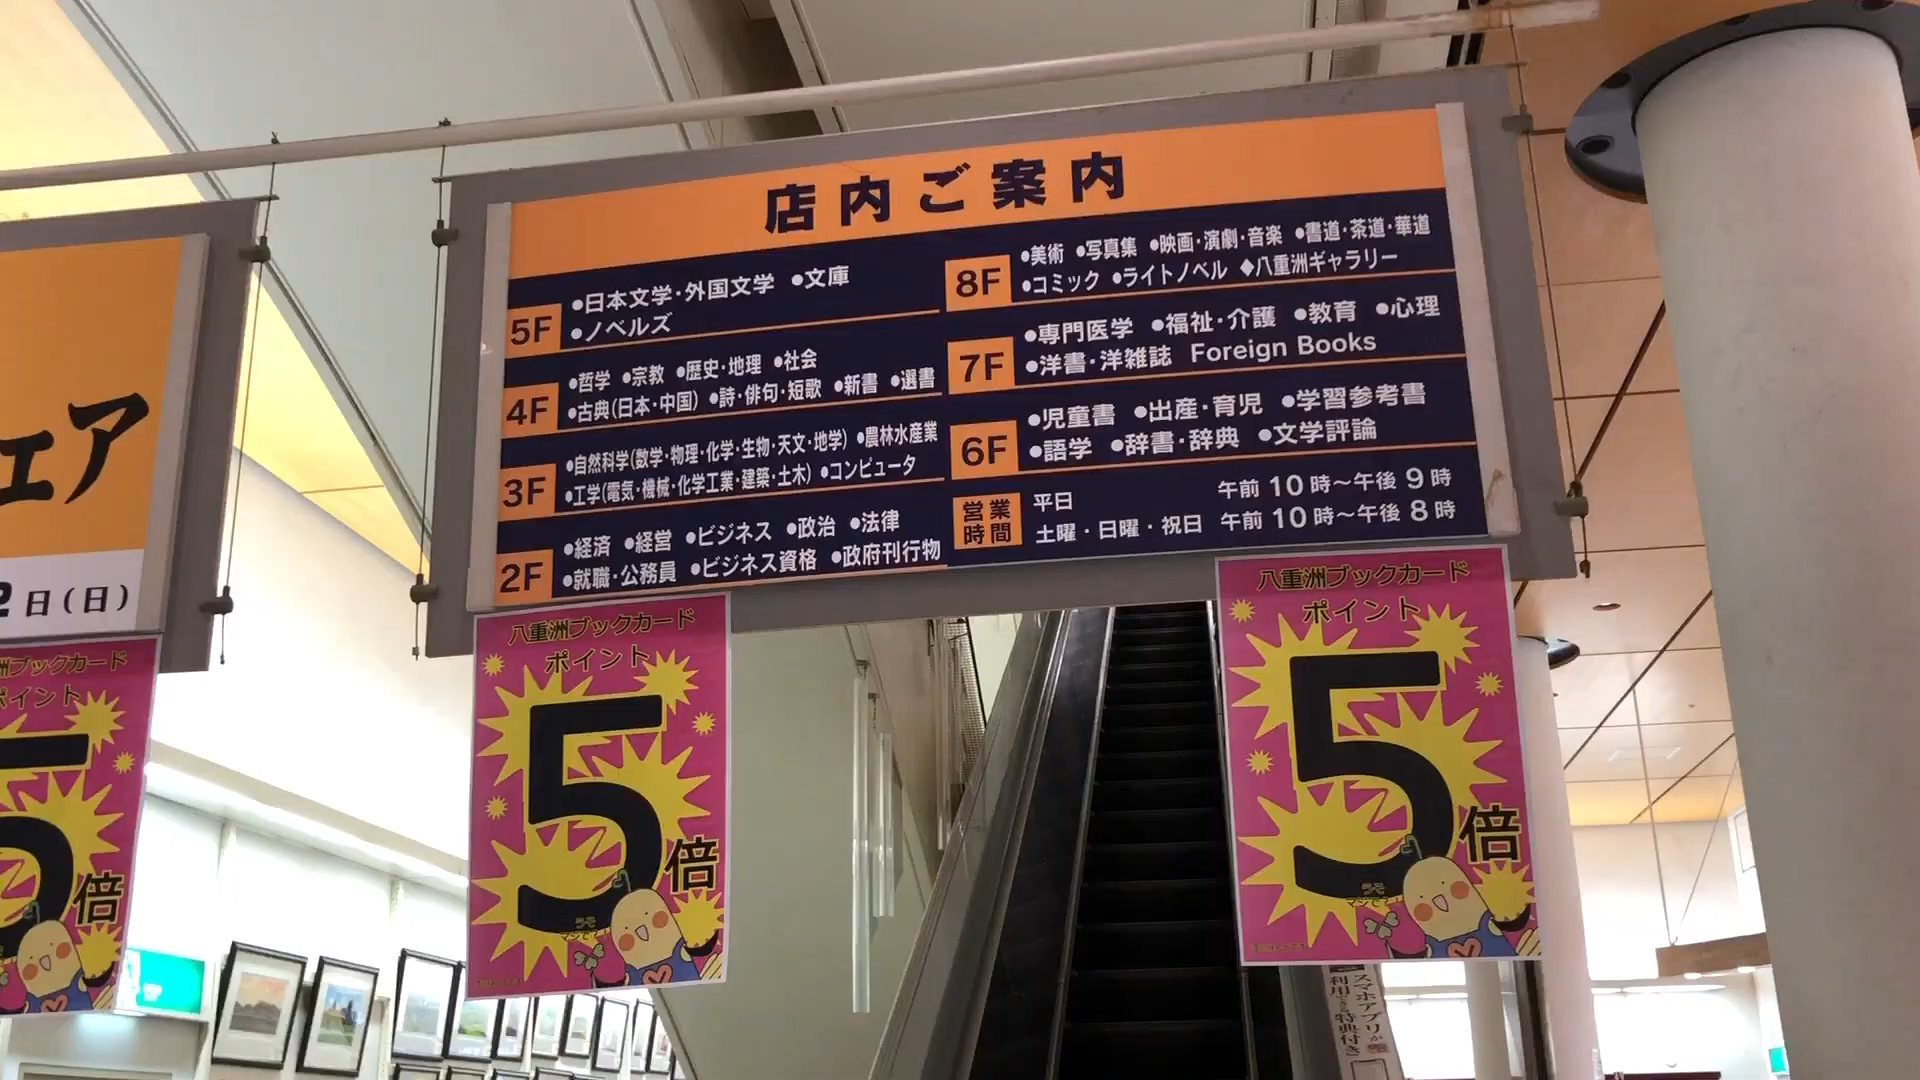 店内ご案内
5F
●日本文学・外国文学 ●文庫
●ノベルズ
4F
●哲学 ●宗教 ●歴史・地理 ●社会
●古典(日本・中国) ●詩・俳句・短歌 ●新書 ●選書
3F
●自然科学(数学・物理・化学・生物・天文・地学) ●農林水産業
●工学(電気・機械・化学工業・建築・土木) ●コンピュータ
2F
●経済 ●経営 ●ビジネス ●政治 ●法律
●就職・公務員 ●ビジネス資格 ●政府刊行物
8F
●美術 ●写真集 ●映画・演劇・音楽 ●書道・茶道・華道
●コミック ●ライトノベル ◆八重洲ギャラリー
7F
●専門医学 ●福祉・介護 ●教育 ●心理
●洋書・洋雑誌 Foreign Books
6F
●児童書 ●出産・育児 ●学習参考書
●語学 ●辞書・辞典 ●文学評論
営業
時間
平日 午前10時～午後9時
土曜・日曜・祝日 午前10時～午後8時
ェア
2日(日)
洲ブックカード
ポイント
5
倍
八重洲ブックカード
ポイント
5
倍
八重洲ブックカード
ポイント
5
倍
スマホアプリが
利用できる特典付き